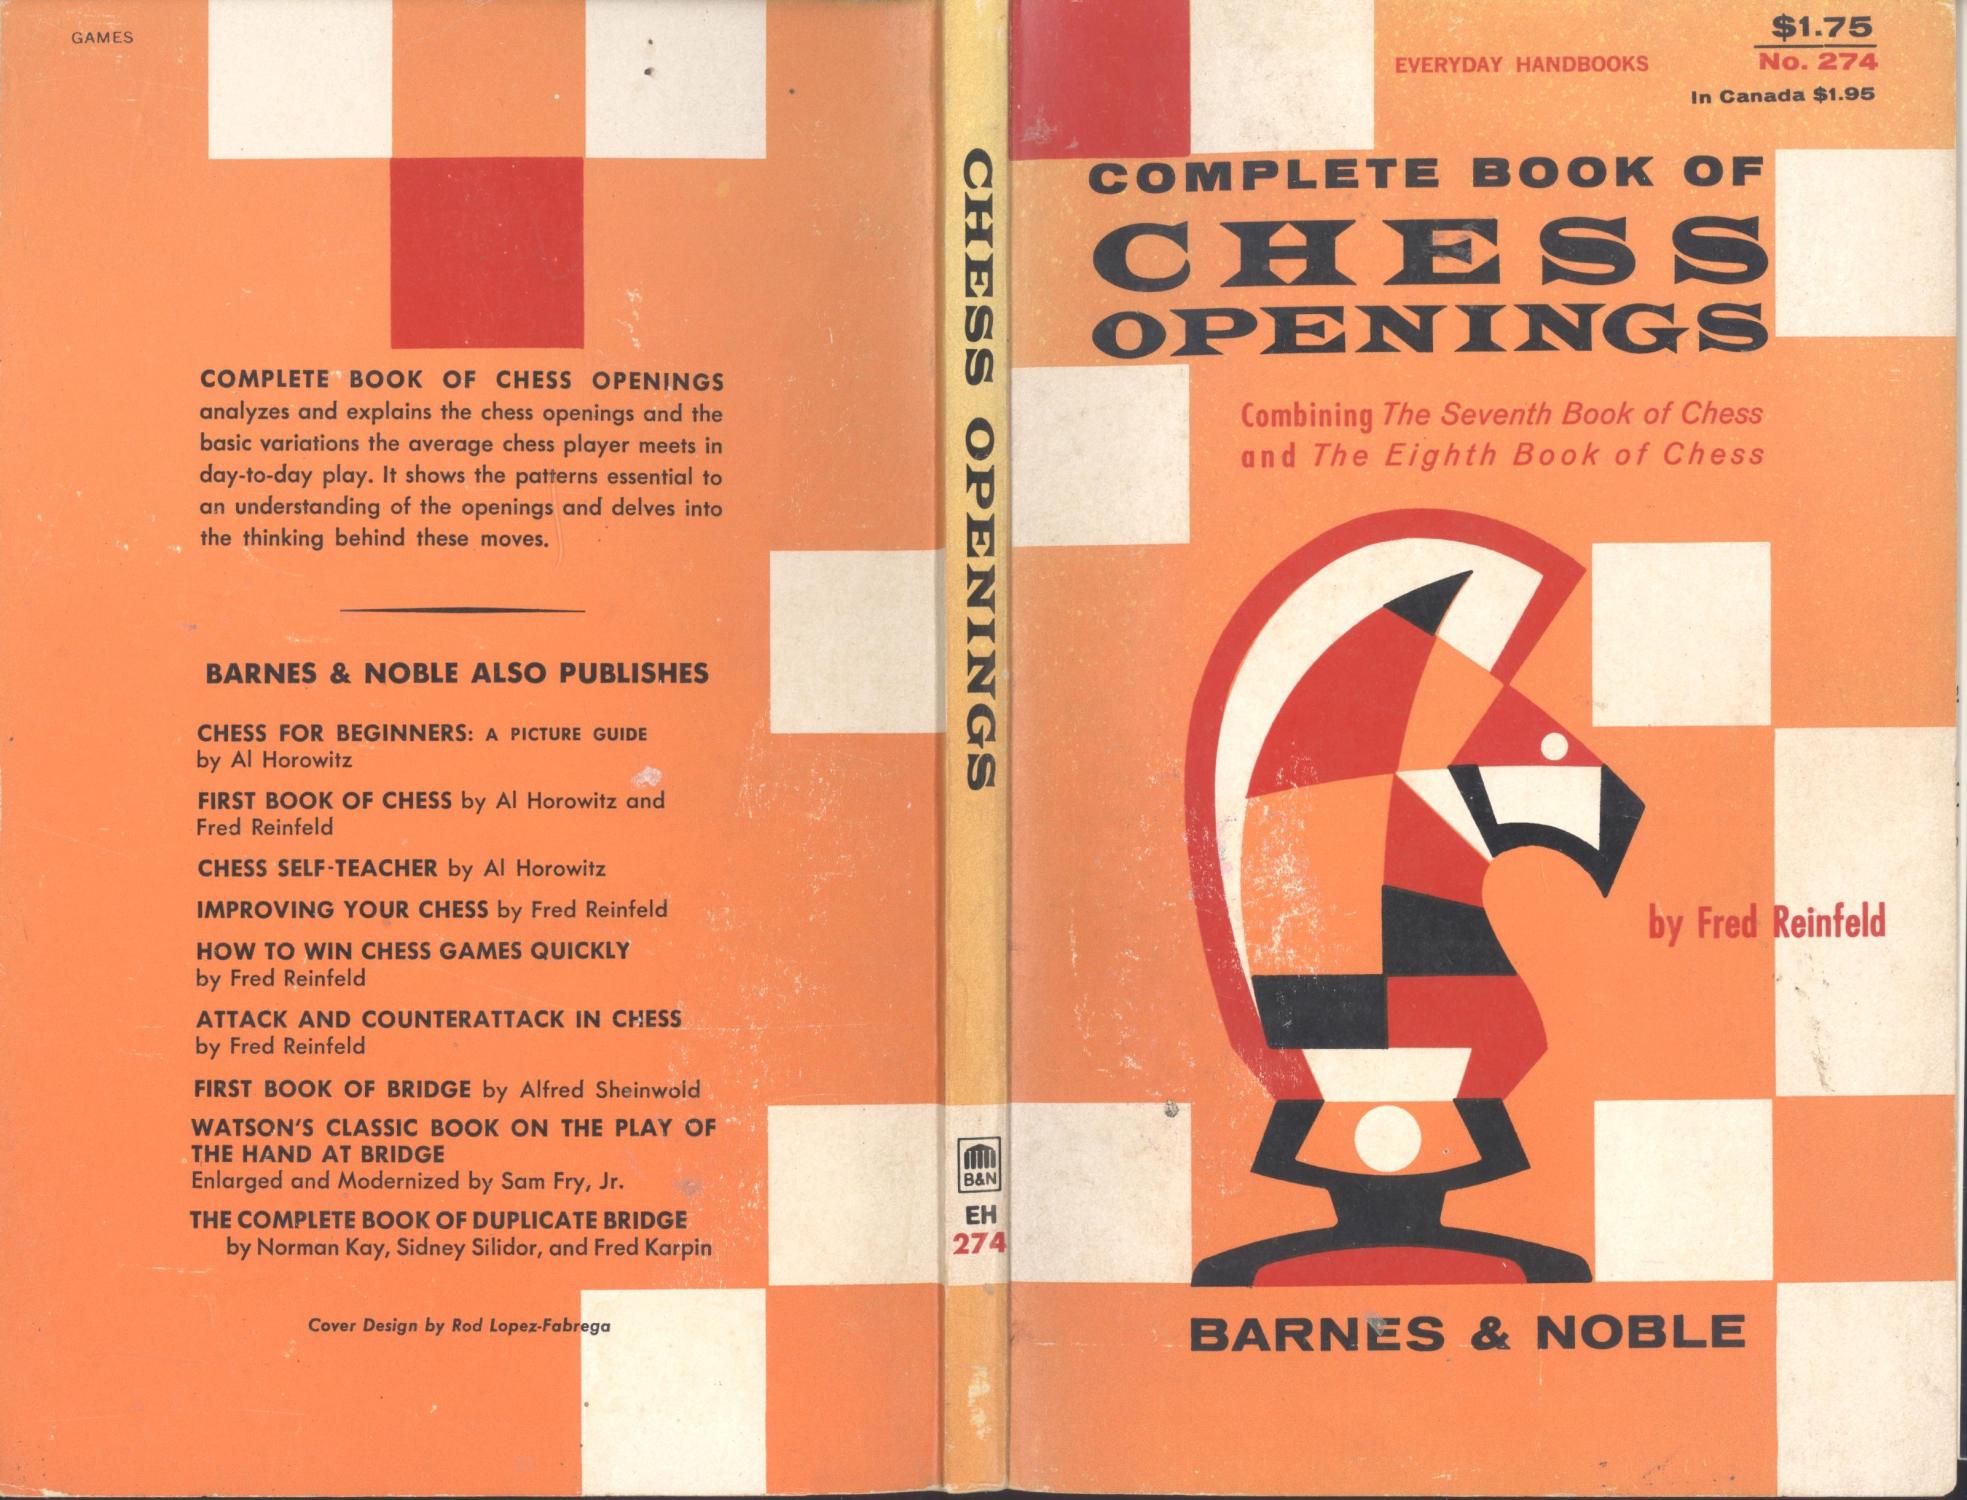 GAMES
COMPLETE BOOK OF CHESS OPENINGS
analyzes and explains the chess openings and the
basic variations the average chess player meets in
day-to-day play. It shows the patterns essential to
an understanding of the openings and delves into
the thinking behind these moves.
BARNES & NOBLE ALSO PUBLISHES
CHESS FOR BEGINNERS: A PICTURE GUIDE
by Al Horowitz
FIRST BOOK OF CHESS by Al Horowitz and
Fred Reinfeld
CHESS SELF-TEACHER by Al Horowitz
IMPROVING YOUR CHESS by Fred Reinfeld
HOW TO WIN CHESS GAMES QUICKLY
by Fred Reinfeld
ATTACK AND COUNTERATTACK IN CHESS
by Fred Reinfeld
FIRST BOOK OF BRIDGE by Alfred Sheinwold
WATSON'S CLASSIC BOOK ON THE PLAY OF
THE HAND AT BRIDGE
Enlarged and Modernized by Sam Fry, Jr.
THE COMPLETE BOOK OF DUPLICATE BRIDGE
by Norman Kay, Sidney Silidor, and Fred Karpin
Cover Design by Rod Lopez-Fabrega
CHESS OPENINGS
B&N
EH
274
$1.75
EVERYDAY HANDBOOKS No. 274
In Canada $1.95
COMPLETE BOOK OF
CHESS
OPENINGS
Combining The Seventh Book of Chess
and The Eighth Book of Chess
by Fred Reinfeld
BARNES & NOBLE